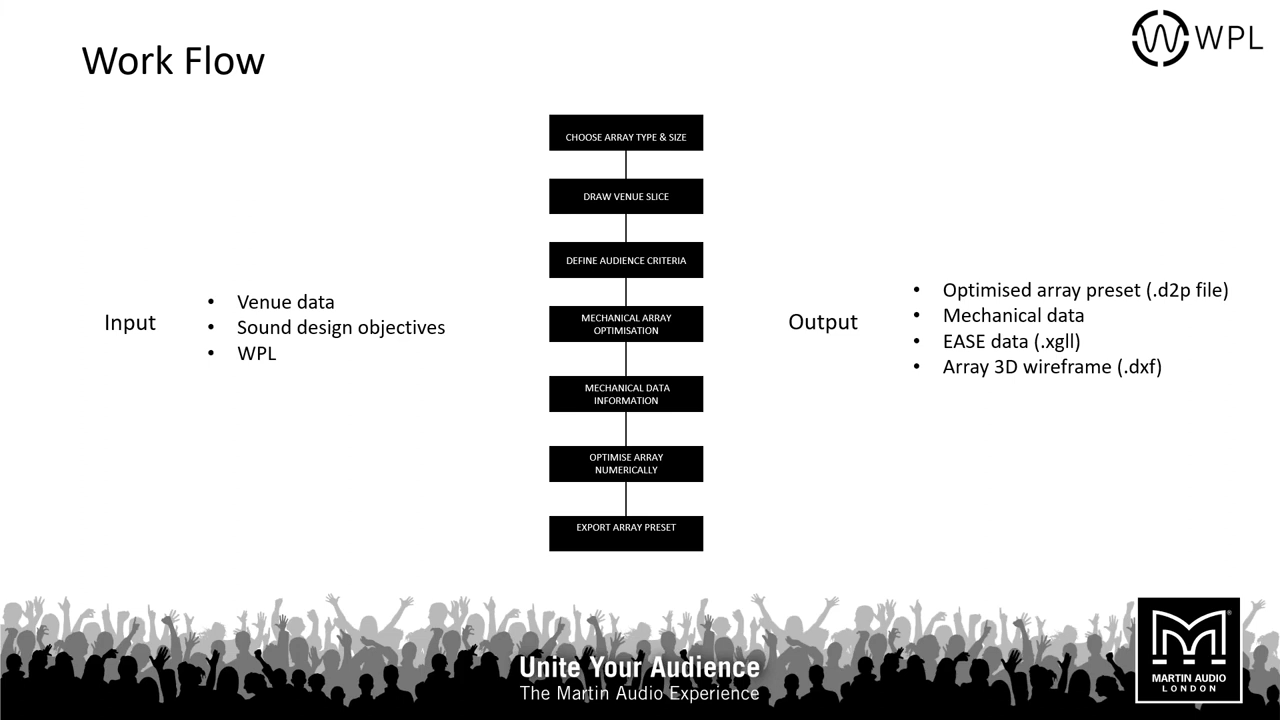 Work Flow
WPL
CHOOSE ARRAY TYPE & SIZE
DRAW VENUE SLICE
DEFINE AUDIENCE CRITERIA
MECHANICAL ARRAY
OPTIMISATION
MECHANICAL DATA
INFORMATION
OPTIMISE ARRAY
NUMERICALLY
EXPORT ARRAY PRESET
Input
• Venue data
• Sound design objectives
• WPL
Output
• Optimised array preset (.d2p file)
• Mechanical data
• EASE data (.xgll)
• Array 3D wireframe (.dxf)
Unite Your Audience
The Martin Audio Experience
®
MARTIN AUDIO
LONDON